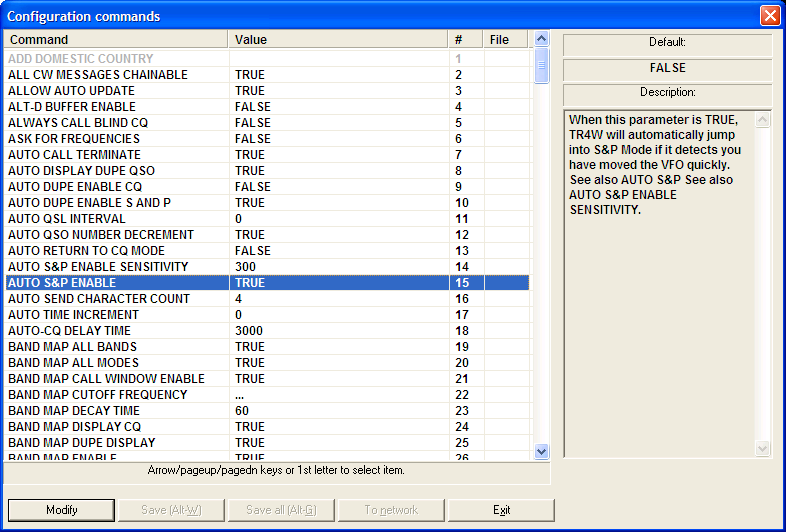 Configuration commands
Command Value # File
ADD DOMESTIC COUNTRY 1
ALL CW MESSAGES CHAINABLE TRUE 2
ALLOW AUTO UPDATE TRUE 3
ALT-D BUFFER ENABLE FALSE 4
ALWAYS CALL BLIND CQ FALSE 5
ASK FOR FREQUENCIES FALSE 6
AUTO CALL TERMINATE TRUE 7
AUTO DISPLAY DUPE QSO TRUE 8
AUTO DUPE ENABLE CQ FALSE 9
AUTO DUPE ENABLE S AND P TRUE 10
AUTO QSL INTERVAL 0 11
AUTO QSO NUMBER DECREMENT TRUE 12
AUTO RETURN TO CQ MODE FALSE 13
AUTO S&P ENABLE SENSITIVITY 300 14
AUTO S&P ENABLE TRUE 15
AUTO SEND CHARACTER COUNT 4 16
AUTO TIME INCREMENT 0 17
AUTO-CQ DELAY TIME 3000 18
BAND MAP ALL BANDS TRUE 19
BAND MAP ALL MODES TRUE 20
BAND MAP CALL WINDOW ENABLE TRUE 21
BAND MAP CUTOFF FREQUENCY ... 22
BAND MAP DECAY TIME 60 23
BAND MAP DISPLAY CQ TRUE 24
BAND MAP DUPE DISPLAY TRUE 25
BAND MAP ENABLE TRUE 26
Arrow/pageup/pagedn keys or 1st letter to select item.
Modify Save (Alt-W) Save all (Alt-G) To network Exit
Default:
FALSE
Description:
When this parameter is TRUE,
TR4W will automatically jump
into S&P Mode if it detects you
have moved the VFO quickly.
See also AUTO S&P See also
AUTO S&P ENABLE
SENSITIVITY.